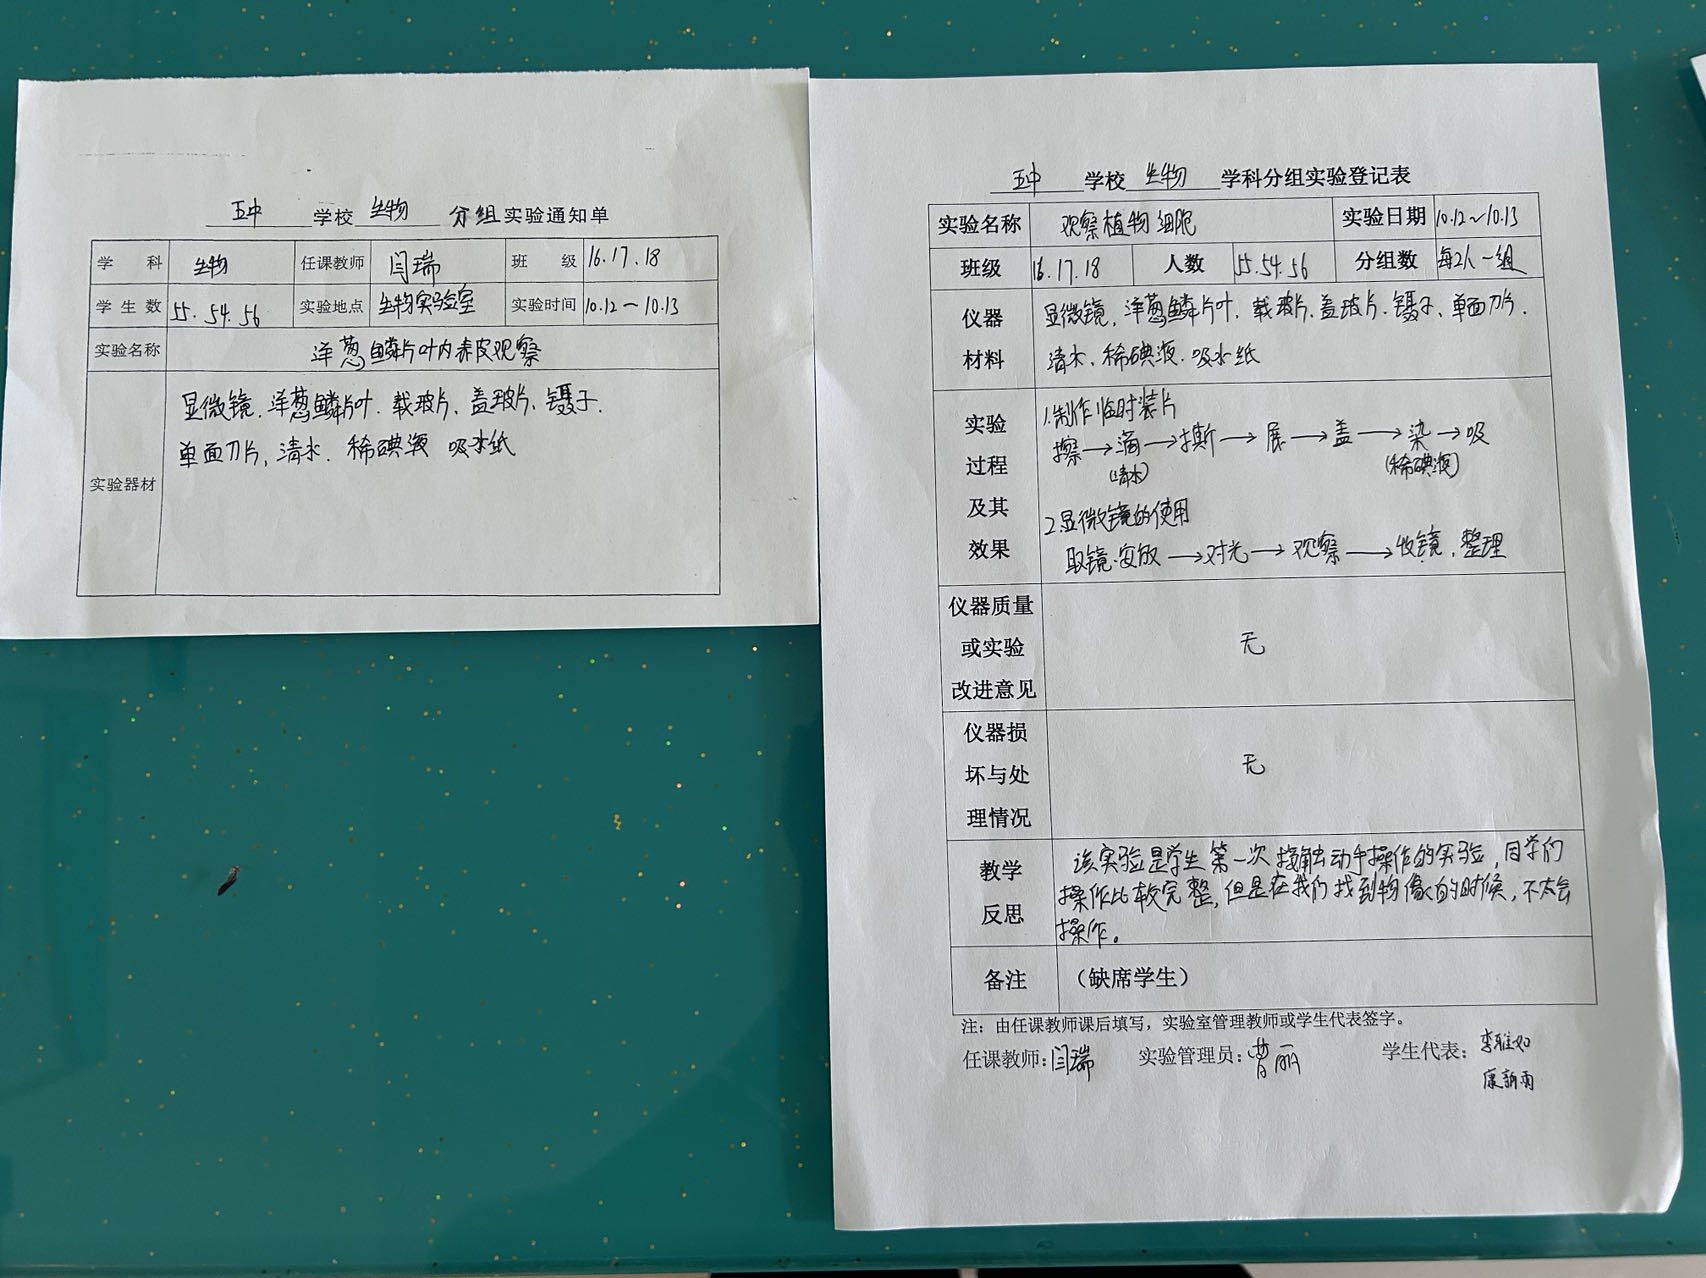 五中 学校 生物 分组实验通知单
学 科 生物 任课教师 闫瑞 班 级 16.17.18
学 生 数 55.54.56 实验地点 生物实验室 实验时间 10.12～10.13
实验名称 洋葱鳞片叶内表皮观察
实验器材
显微镜.洋葱鳞片叶.载玻片、盖玻片、镊子.
单面刀片,清水.稀碘液 吸水纸
五中 学校 生物 学科分组实验登记表
实验名称 观察植物细胞 实验日期 10.12～10.13
班级 16.17.18 人数 55.54.56 分组数 每2人一组
仪器材料
显微镜,洋葱鳞片叶.载玻片、盖玻片.镊子、单面刀片.
清水.稀碘液.吸水纸
实验过程及其效果
1.制作临时装片
擦→滴→撕→展→盖→染→吸
(清水) (稀碘液)
2.显微镜的使用
取镜.安放→对光→观察→收镜.整理
仪器质量或实验改进意见 无
仪器损坏与处理情况 无
教学反思
该实验是学生第一次接触动手操作的实验,同学们
操作比较完整,但是在我们找到物像的时候,不太会
操作。
备注 （缺席学生）
注：由任课教师课后填写，实验室管理教师或学生代表签字。
任课教师：闫瑞 实验管理员：曹丽 学生代表：李雅如
康新雨